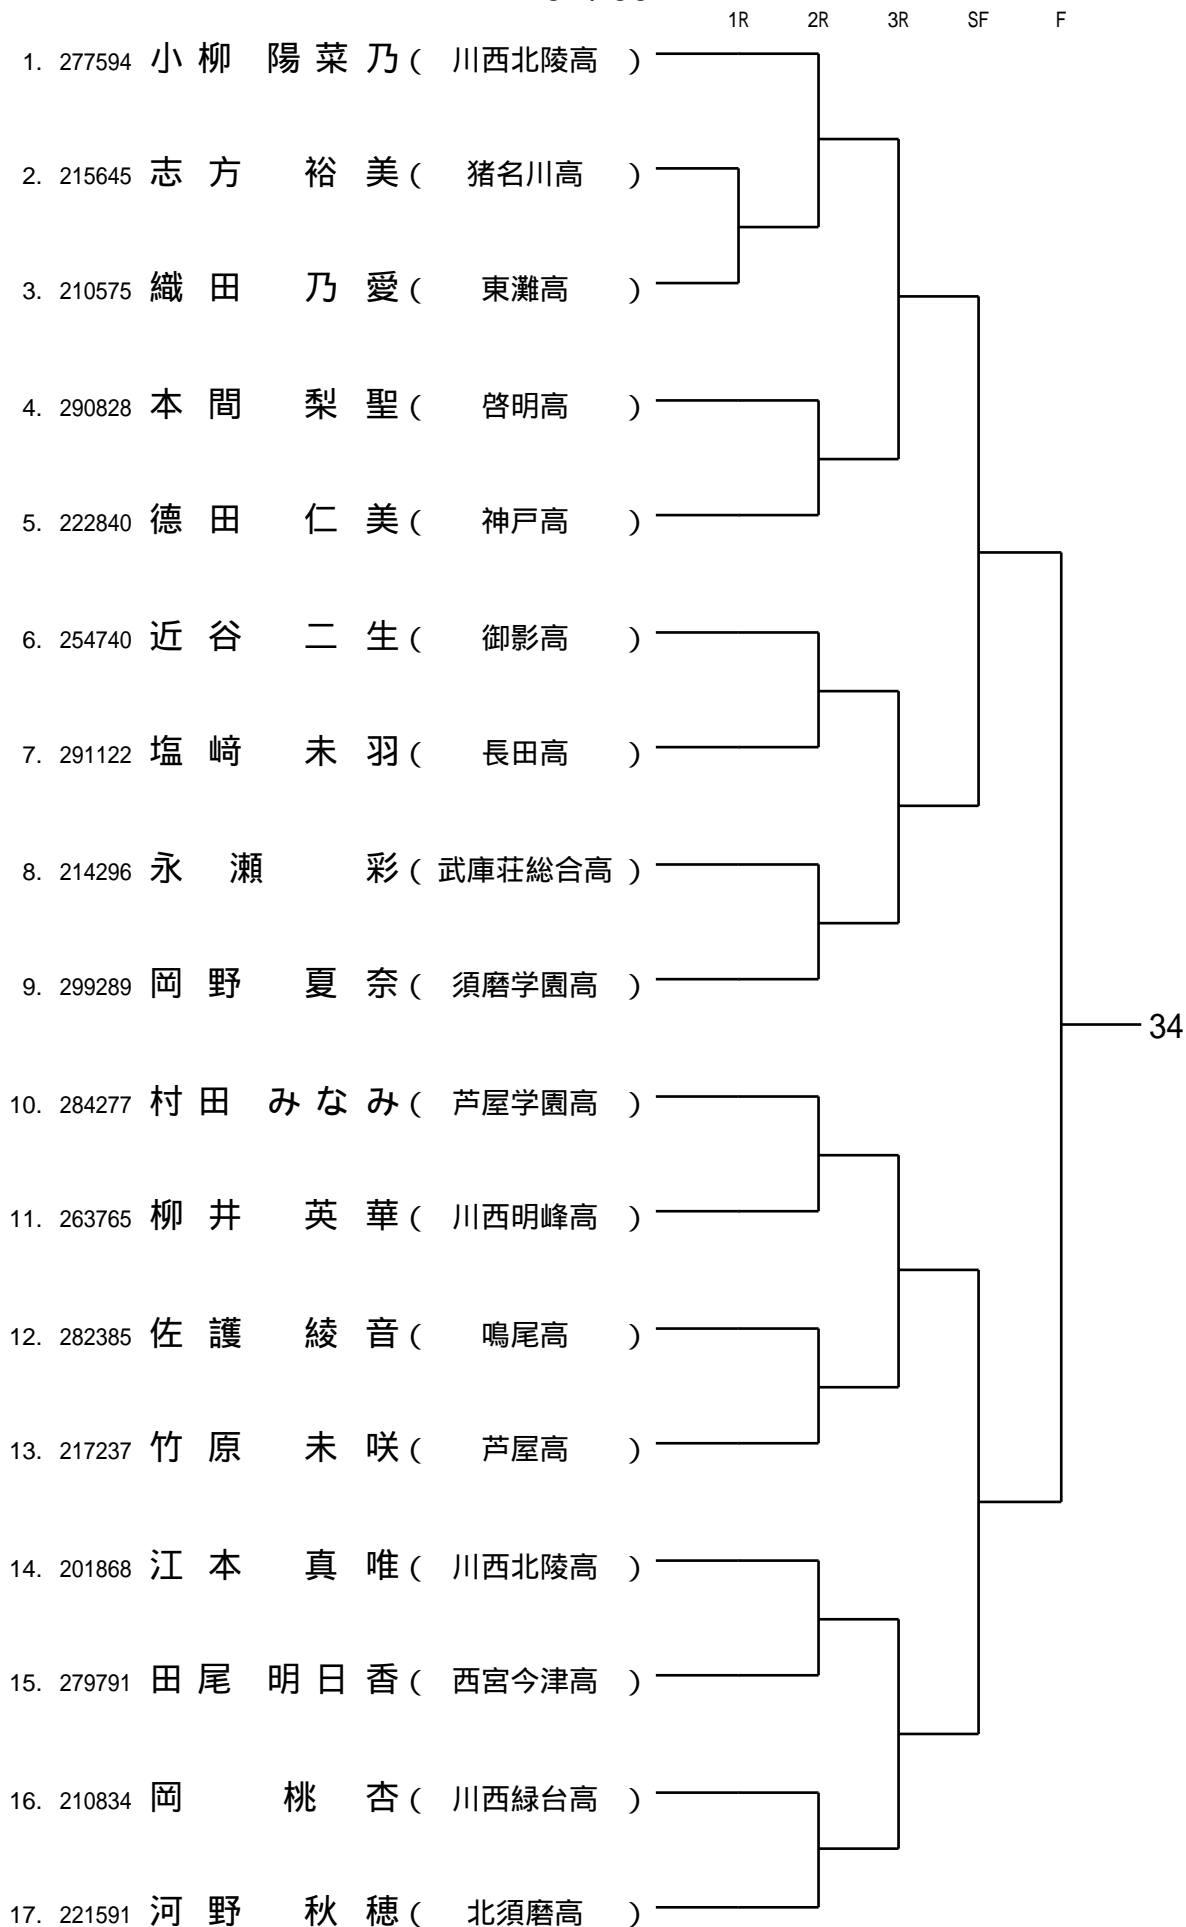 1R 2R 3R SF F
1. 277594 小柳 陽菜乃 ( 川西北陵高 )
2. 215645 志方 裕美 ( 猪名川高 )
3. 210575 織田 乃愛 ( 東灘高 )
4. 290828 本間 梨聖 ( 啓明高 )
5. 222840 德田 仁美 ( 神戸高 )
6. 254740 近谷 二生 ( 御影高 )
7. 291122 塩﨑 未羽 ( 長田高 )
8. 214296 永瀬 彩 ( 武庫荘総合高 )
9. 299289 岡野 夏奈 ( 須磨学園高 )
34
10. 284277 村田 みなみ ( 芦屋学園高 )
11. 263765 柳井 英華 ( 川西明峰高 )
12. 282385 佐護 綾音 ( 鳴尾高 )
13. 217237 竹原 未咲 ( 芦屋高 )
14. 201868 江本 真唯 ( 川西北陵高 )
15. 279791 田尾 明日香 ( 西宮今津高 )
16. 210834 岡 桃杏 ( 川西緑台高 )
17. 221591 河野 秋穂 ( 北須磨高 )